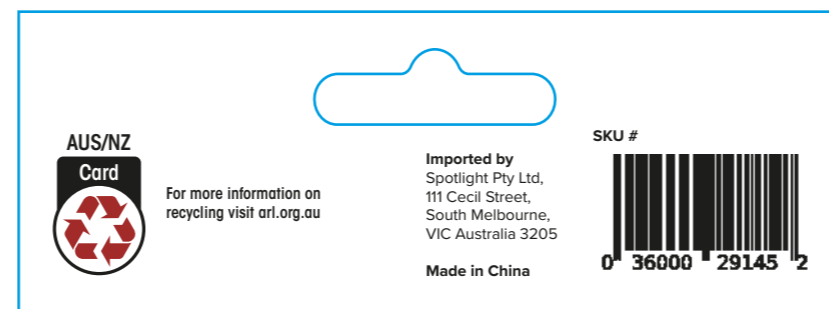 AUS/NZ
Card
For more information on
recycling visit arl.org.au
Imported by
Spotlight Pty Ltd,
111 Cecil Street,
South Melbourne,
VIC Australia 3205
Made in China
SKU #
0 36000 29145 2